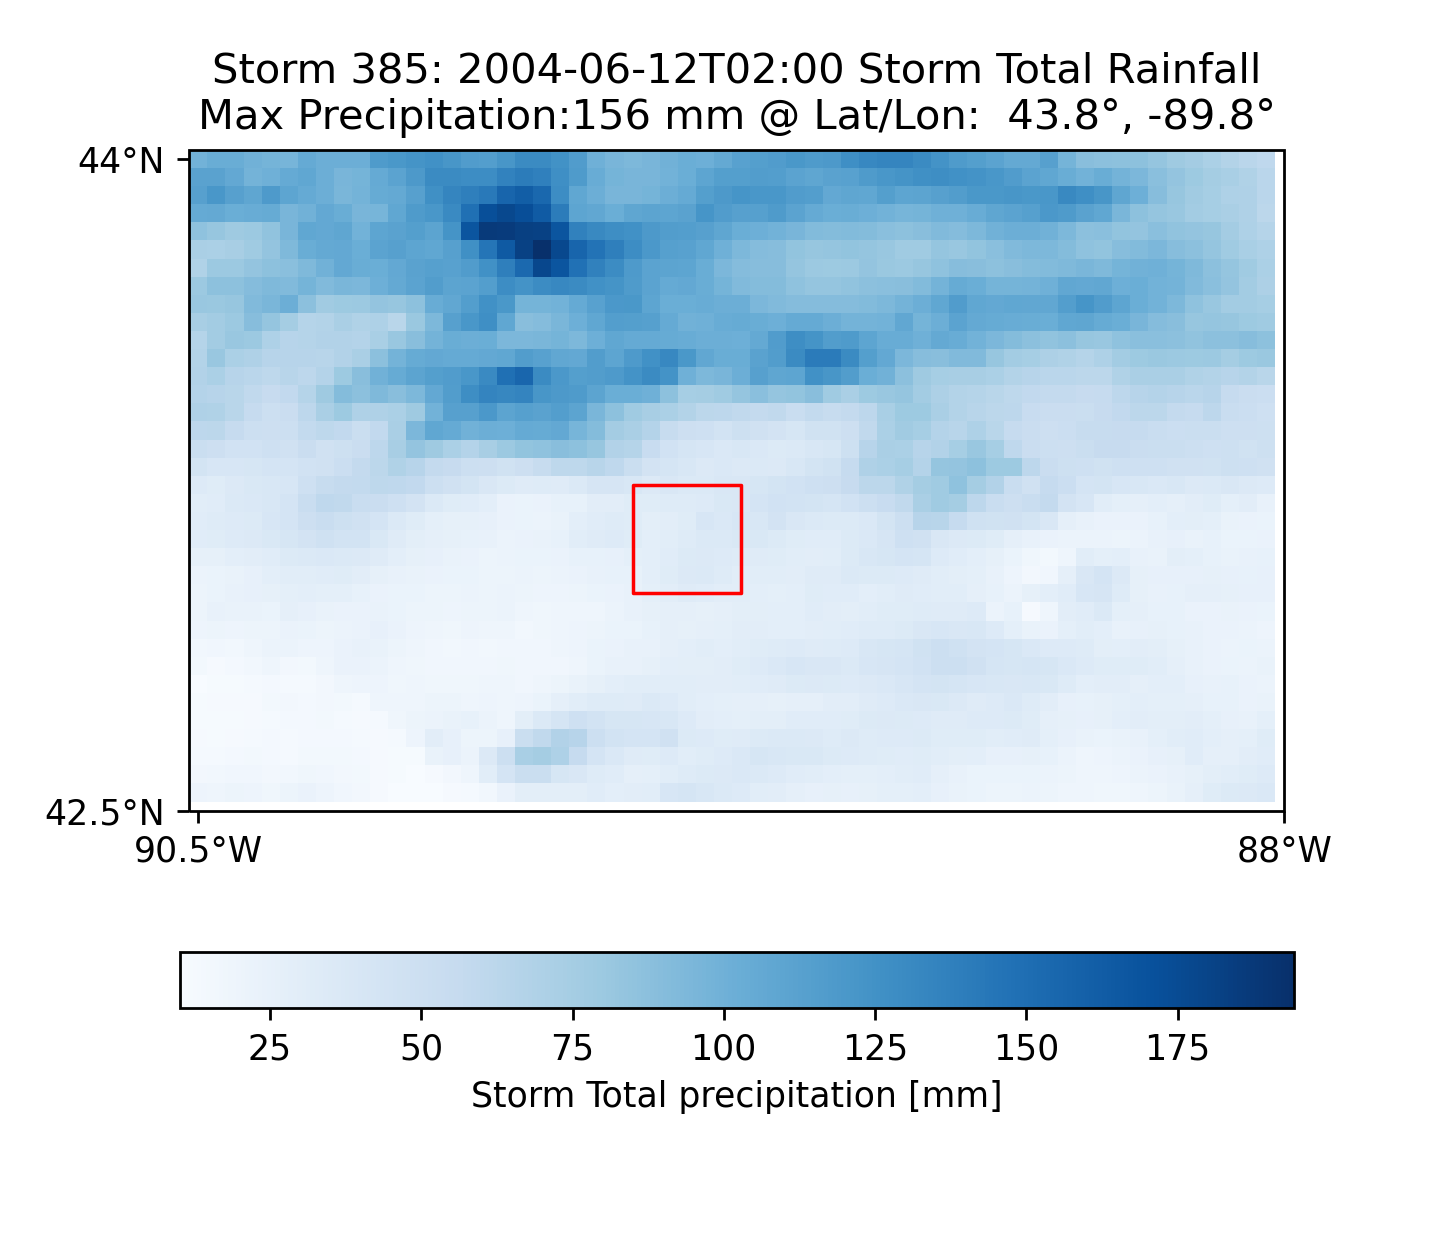 Storm 385: 2004-06-12T02:00 Storm Total Rainfall
Max Precipitation:156 mm @ Lat/Lon:  43.8°, -89.8°
44°N
42.5°N
90.5°W 88°W
25 50 75 100 125 150 175
Storm Total precipitation [mm]